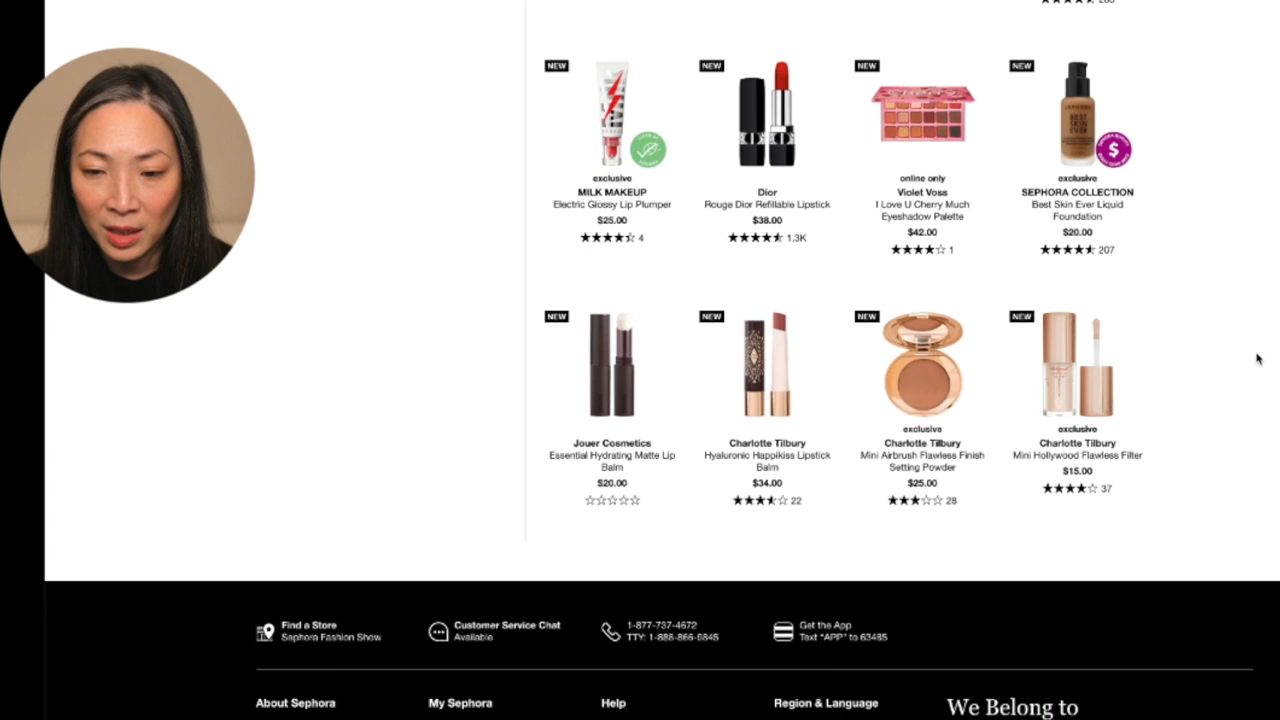 285
NEW
exclusive
MILK MAKEUP
Electric Glossy Lip Plumper
$25.00
4
NEW
Dior
Rouge Dior Refillable Lipstick
$38.00
1.3K
NEW
online only
Violet Voss
I Love U Cherry Much
Eyeshadow Palette
$42.00
1
NEW
BEST
SKIN
EVER
$
exclusive
SEPHORA COLLECTION
Best Skin Ever Liquid
Foundation
$20.00
207
NEW
Jouer Cosmetics
Essential Hydrating Matte Lip
Balm
$20.00
NEW
Charlotte Tilbury
Hyaluronic Happikiss Lipstick
Balm
$34.00
22
NEW
exclusive
Charlotte Tilbury
Mini Airbrush Flawless Finish
Setting Powder
$25.00
28
NEW
exclusive
Charlotte Tilbury
Mini Hollywood Flawless Filter
$15.00
37
Find a Store
Sephora Fashion Show
Customer Service Chat
Available
1-877-737-4672
TTY: 1-888-866-9845
Get the App
Text “APP” to 63485
About Sephora
My Sephora
Help
Region & Language
We Belong to